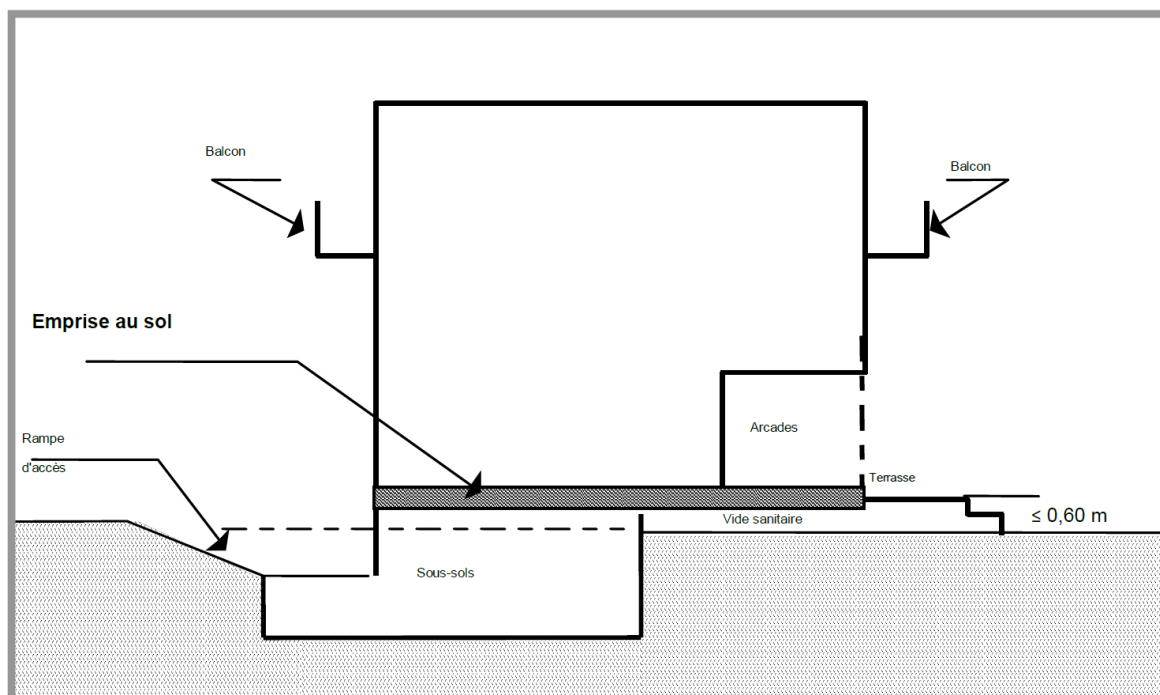 Balcon
Balcon
Emprise au sol
Arcades
Rampe
d'accès
Terrasse
≤ 0,60 m
Vide sanitaire
Sous-sols